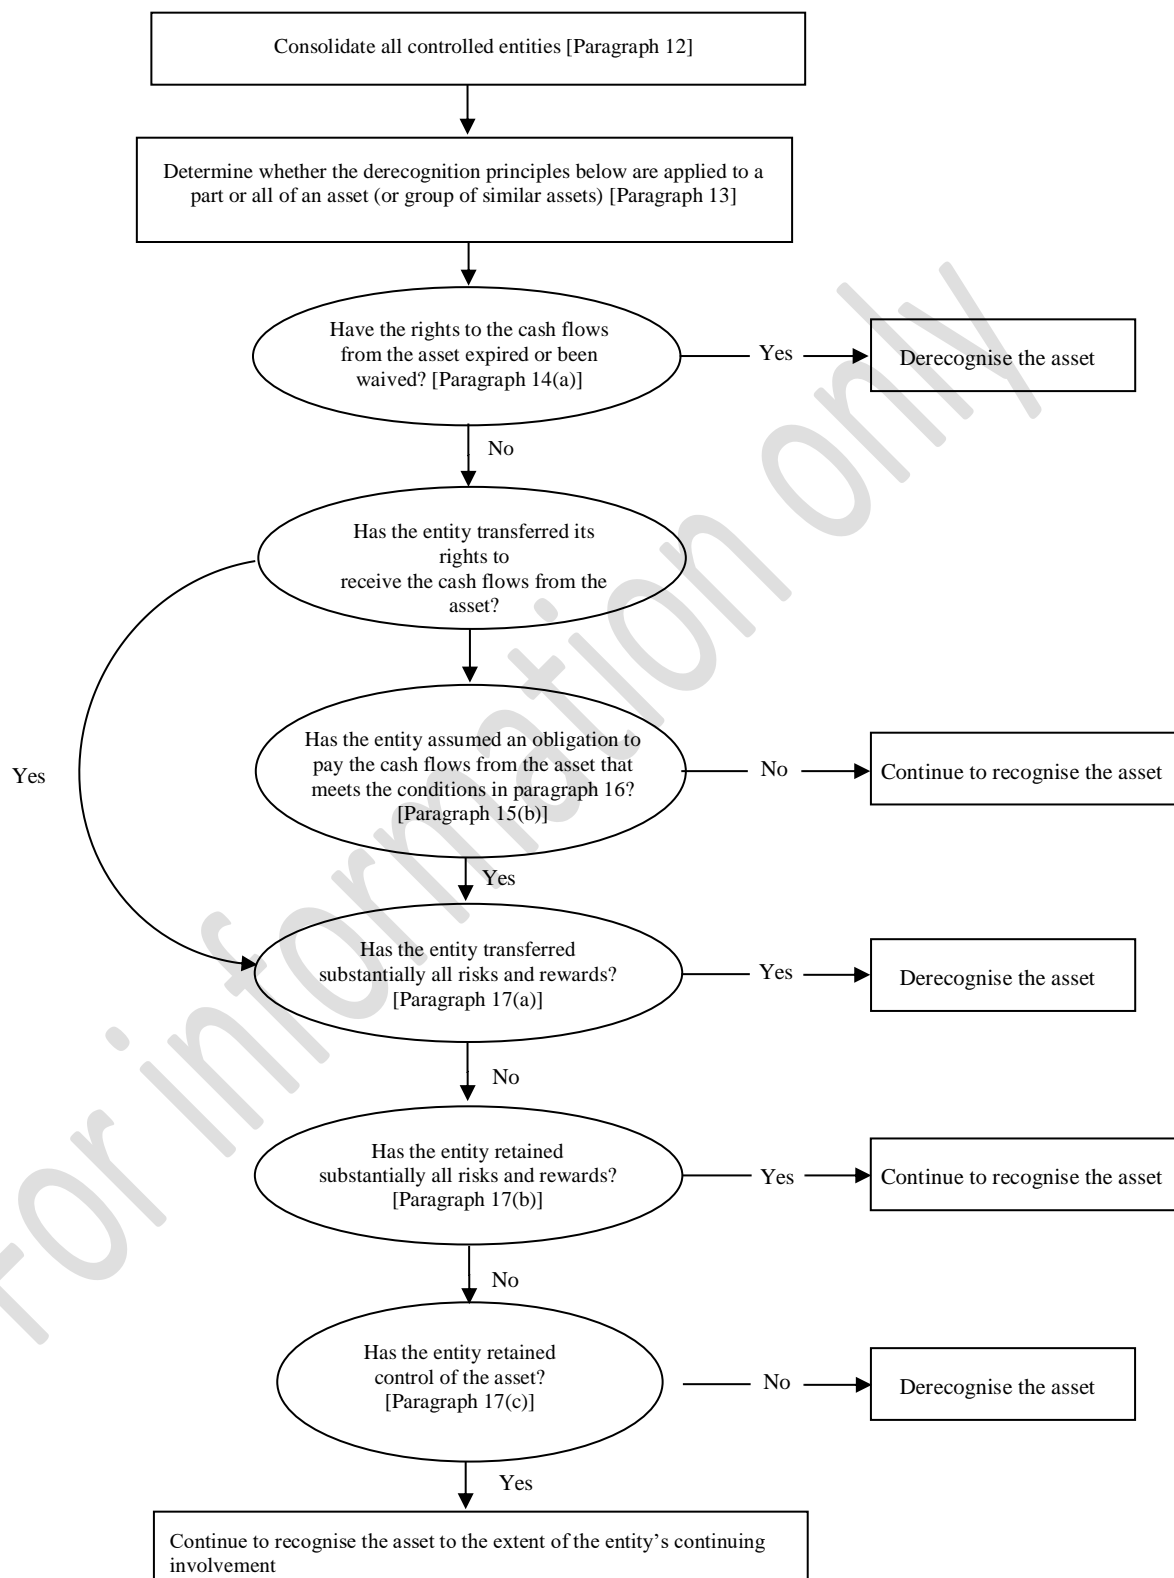 Consolidate all controlled entities [Paragraph 12]
Determine whether the derecognition principles below are applied to a
part or all of an asset (or group of similar assets) [Paragraph 13]
Have the rights to the cash flows
from the asset expired or been
waived? [Paragraph 14(a)]
Yes
Derecognise the asset
No
Has the entity transferred its
rights to
receive the cash flows from the
asset?
Yes
Has the entity assumed an obligation to
pay the cash flows from the asset that
meets the conditions in paragraph 16?
[Paragraph 15(b)]
No
Continue to recognise the asset
Yes
Has the entity transferred
substantially all risks and rewards?
[Paragraph 17(a)]
Yes
Derecognise the asset
No
Has the entity retained
substantially all risks and rewards?
[Paragraph 17(b)]
Yes
Continue to recognise the asset
No
Has the entity retained
control of the asset?
[Paragraph 17(c)]
No
Derecognise the asset
Yes
Continue to recognise the asset to the extent of the entity’s continuing
involvement
For information only